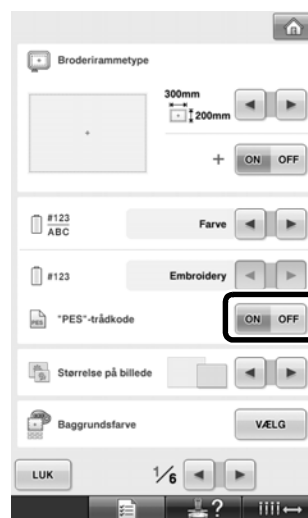 Broderirammetype
300mm
200mm
+ ON OFF
#123
ABC
Farve
#123 Embroidery
PES "PES"-trådkode ON OFF
Størrelse på billede
Baggrundsfarve VÆLG
LUK 1/6
?